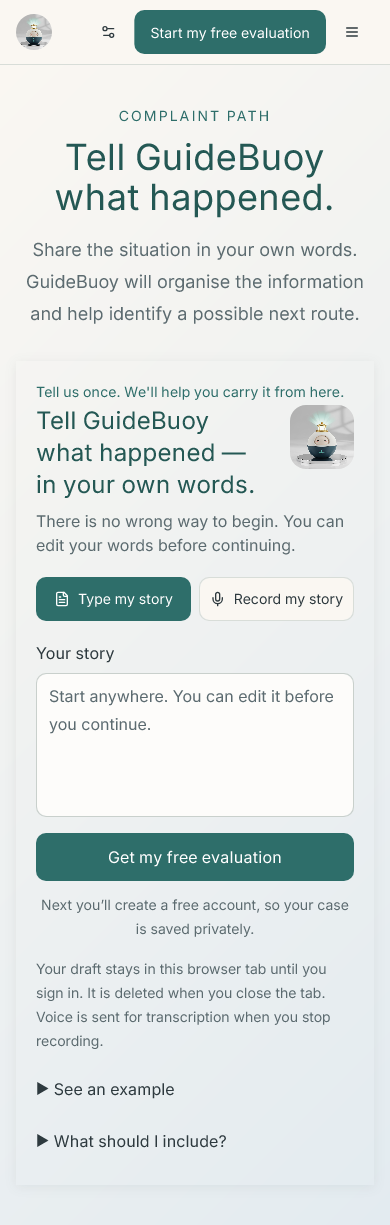 Start my free evaluation
COMPLAINT PATH
Tell GuideBuoy
what happened.
Share the situation in your own words.
GuideBuoy will organise the information
and help identify a possible next route.
Tell us once. We'll help you carry it from here.
Tell GuideBuoy
what happened —
in your own words.
There is no wrong way to begin. You can
edit your words before continuing.
Type my story
Record my story
Your story
Start anywhere. You can edit it before
you continue.
Get my free evaluation
Next you’ll create a free account, so your case
is saved privately.
Your draft stays in this browser tab until you
sign in. It is deleted when you close the tab.
Voice is sent for transcription when you stop
recording.
See an example
What should I include?